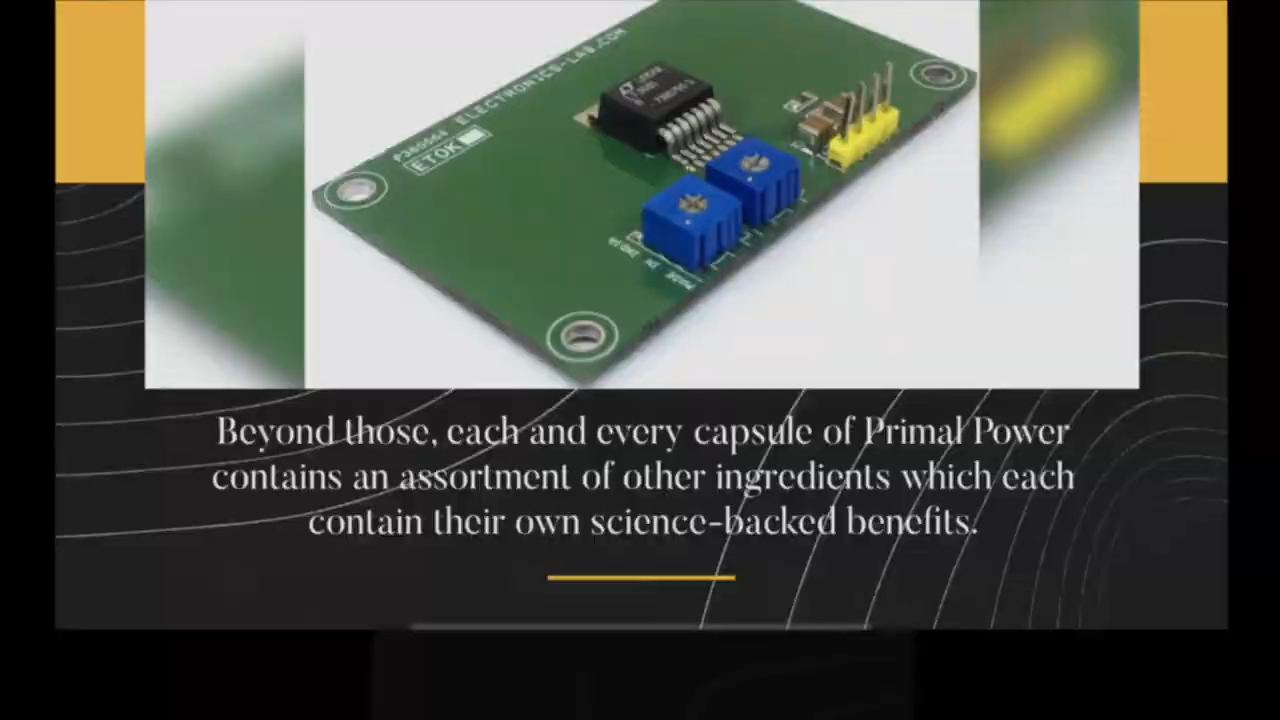 ELECTRONICS-LAB.COM
P360064
ETOK
Beyond those, each and every capsule of Primal Power
contains an assortment of other ingredients which each
contain their own science-backed benefits.